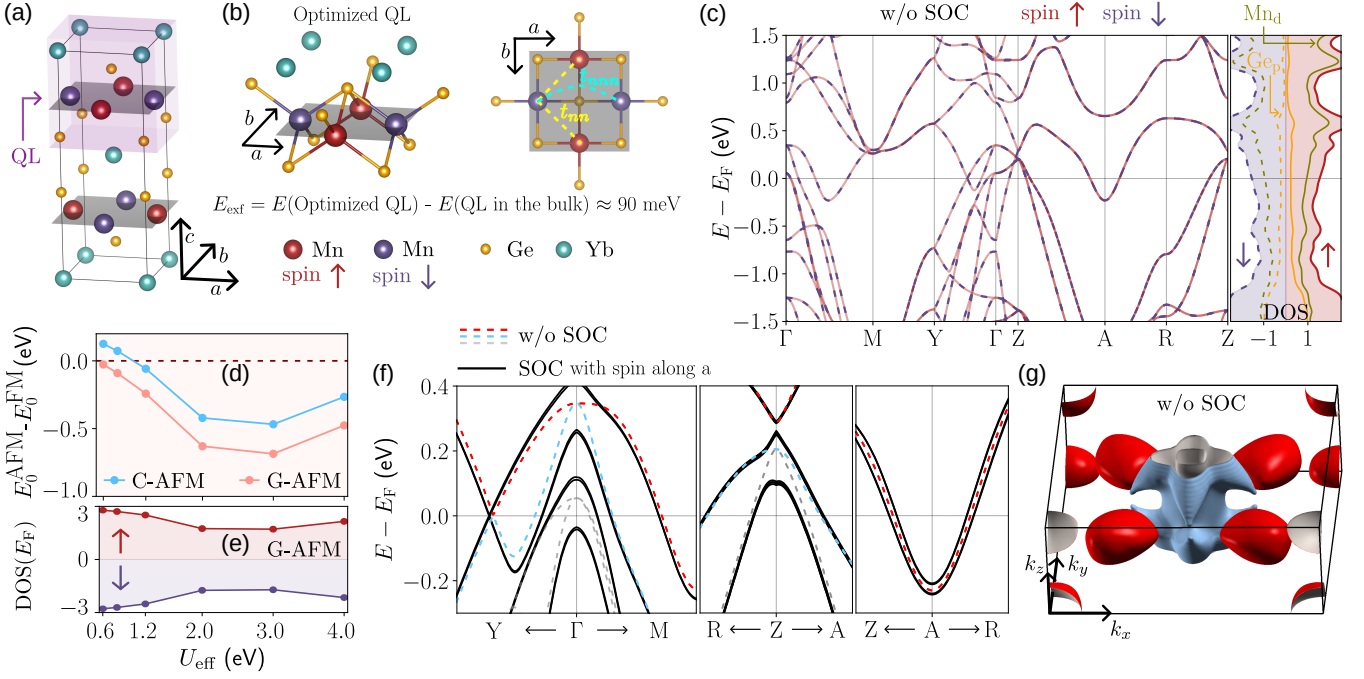 (a)
QL
c
b
a
(b)
Optimized QL
b
a
a
b
t_nnn
t_nn
E_exf = E(Optimized QL) - E(QL in the bulk) ≈ 90 meV
Mn
Mn
Ge
Yb
spin ↑
spin ↓
(c)
w/o SOC
spin ↑
spin ↓
Mn_d
Ge_p
E − E_F (eV)
1.5
1.0
0.5
0.0
−0.5
−1.0
−1.5
Γ M Y Γ Z A R Z
DOS
−1 1
(d)
E_0^AFM-E_0^FM (eV)
0.0
−0.5
−1.0
C-AFM
G-AFM
(e)
DOS(E_F)
3
0
−3
G-AFM
0.6 1.2 2.0 3.0 4.0
U_eff (eV)
w/o SOC
SOC with spin along a
(f)
E − E_F (eV)
0.4
0.2
0.0
−0.2
Y ← Γ → M
R ← Z → A
Z ← A → R
(g)
w/o SOC
k_z
k_y
k_x